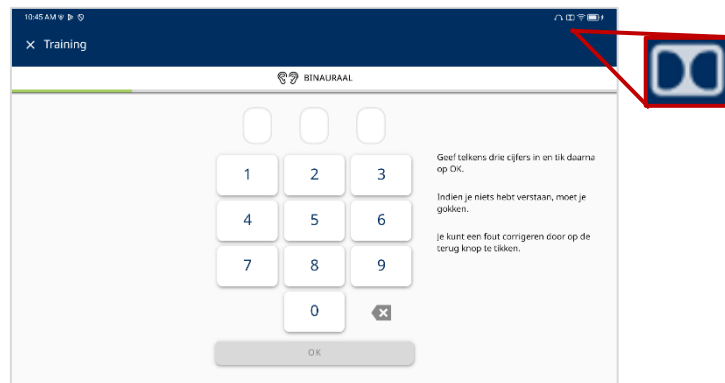 10:45 AM
Training
BINAURAAL
1 2 3
4 5 6
7 8 9
0
OK
Geef telkens drie cijfers in en tik daarna
op OK.
Indien je niets hebt verstaan, moet je
gokken.
Je kunt een fout corrigeren door op de
terug knop te tikken.